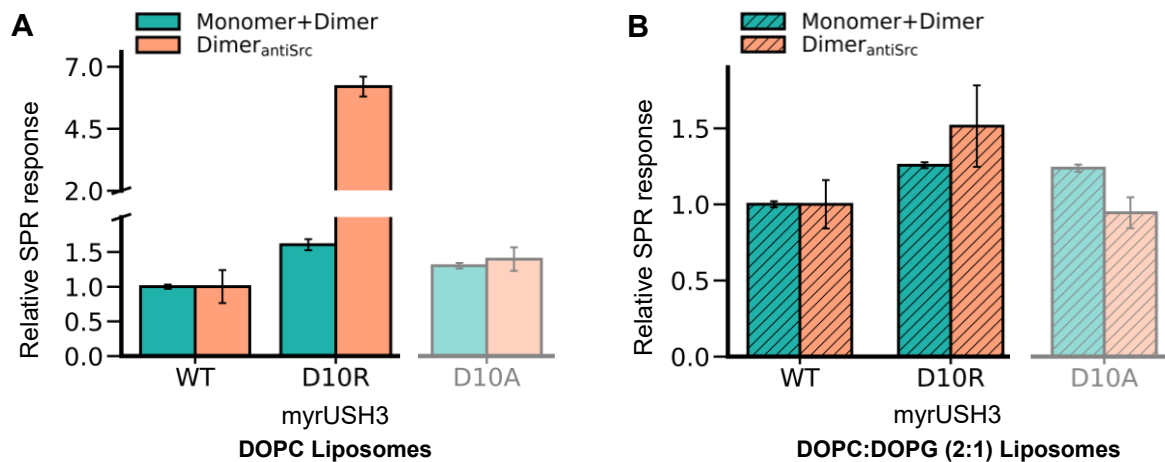 A
Monomer+Dimer
Dimer_antiSrc
Relative SPR response
7.0
4.5
2.0
1.5
1.0
0.5
0.0
WT
D10R
D10A
myrUSH3
DOPC Liposomes
B
Monomer+Dimer
Dimer_antiSrc
Relative SPR response
1.5
1.0
0.5
0.0
WT
D10R
D10A
myrUSH3
DOPC:DOPG (2:1) Liposomes